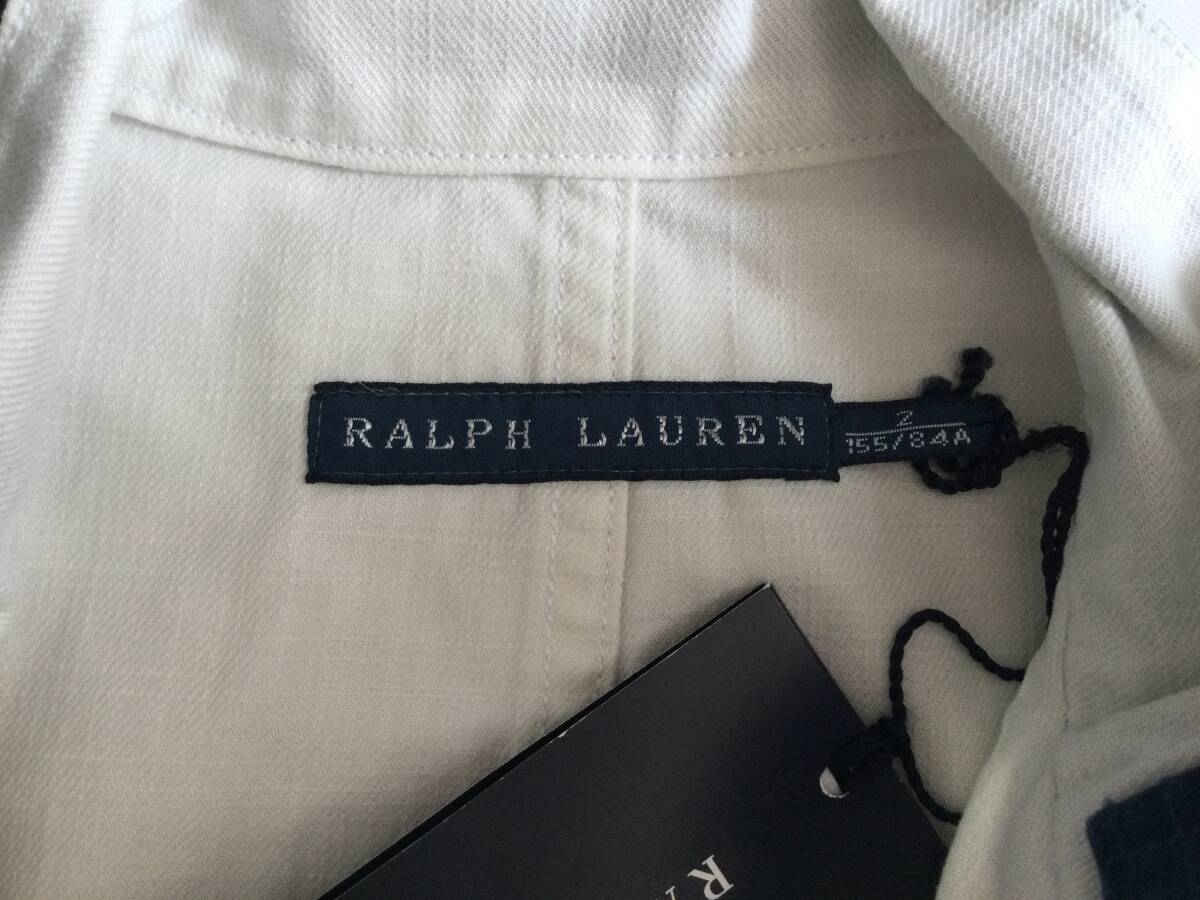 RALPH LAUREN
2
155/84A
R